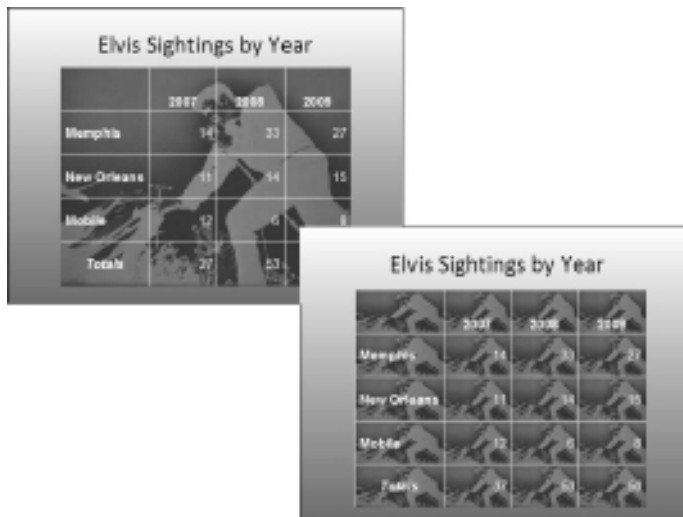 Elvis Sightings by Year
2007 2008 2009
Memphis 14 33 27
New Orleans 11 14 15
Mobile 12 6 8
Totals 37 53
Elvis Sightings by Year
2007 2008 2009
Memphis 14 33 27
New Orleans 11 14 15
Mobile 12 6 8
Totals 37 53 50